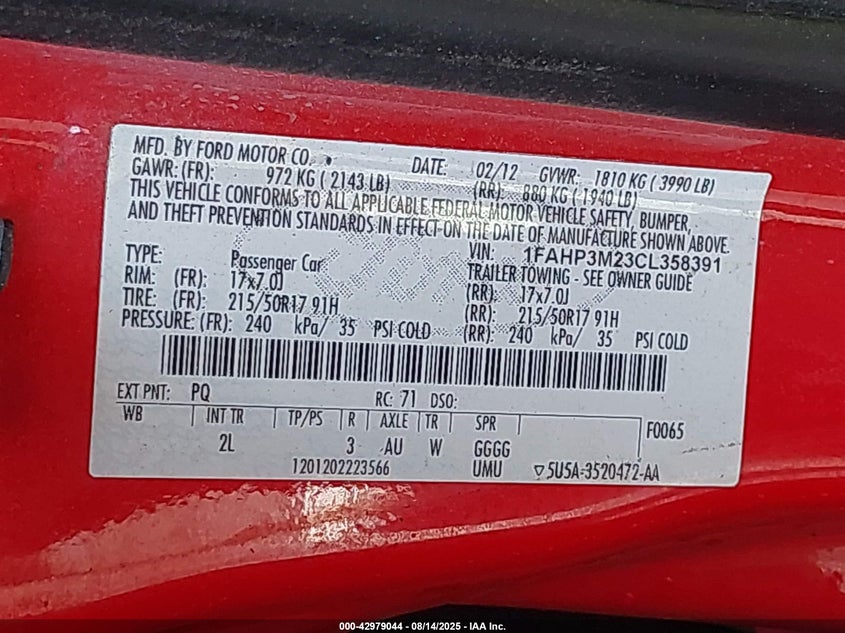 MFD. BY FORD MOTOR CO. DATE: 02/12 GVWR: 1810 KG ( 3990 LB)
GAWR: (FR): 972 KG ( 2143 LB) (RR): 880 KG ( 1940 LB)
THIS VEHICLE CONFORMS TO ALL APPLICABLE FEDERAL MOTOR VEHICLE SAFETY, BUMPER,
AND THEFT PREVENTION STANDARDS IN EFFECT ON THE DATE OF MANUFACTURE SHOWN ABOVE.
VIN: 1FAHP3M23CL358391
TYPE: Passenger Car TRAILER TOWING - SEE OWNER GUIDE
RIM: (FR): 17x7.0J (RR): 17x7.0J
TIRE: (FR): 215/50R17 91H (RR): 215/50R17 91H
PRESSURE: (FR): 240 kPa/ 35 PSI COLD (RR): 240 kPa/ 35 PSI COLD
EXT PNT: PQ RC: 71 DSO:
WB INT TR TP/PS R AXLE TR SPR F0065
2L 3 AU W GGGG
1201202223566 UMU 5U5A-3520472-AA
000-42979044 - 08/14/2025 - IAA Inc.